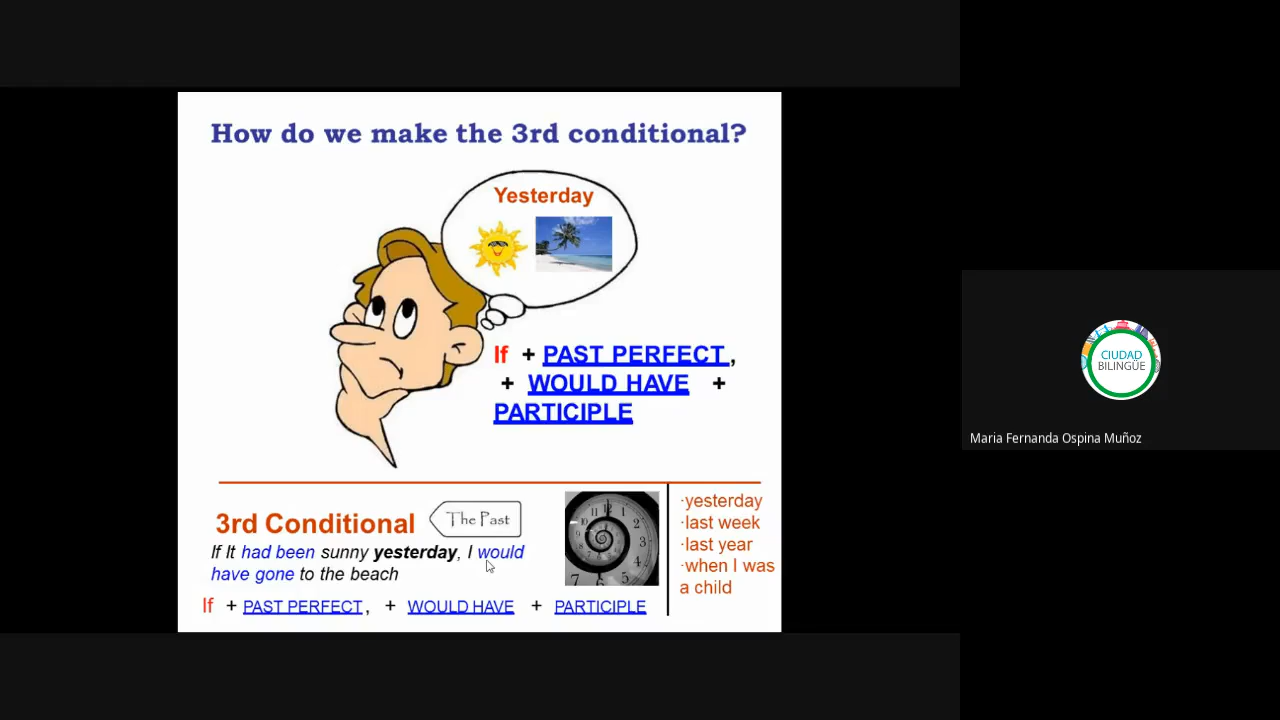 How do we make the 3rd conditional?
Yesterday
If + PAST PERFECT ,
+ WOULD HAVE +
PARTICIPLE
3rd Conditional
The Past
If It had been sunny yesterday, I would
have gone to the beach
If + PAST PERFECT , + WOULD HAVE + PARTICIPLE
·yesterday
·last week
·last year
·when I was
a child
CIUDAD
BILINGÜE
Maria Fernanda Ospina Muñoz